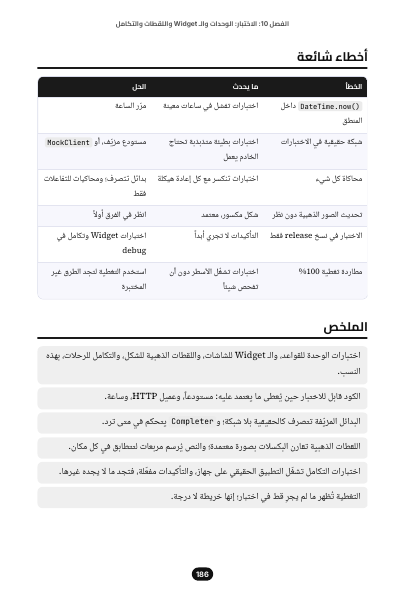 الفصل 10: الاختبار: الوحدات والـ Widget واللقطات والتكامل
أخطاء شائعة
الخطأ ما يحدث الحل
DateTime.now() داخل المنطق اختبارات تفشل في ساعات معينة مرّر الساعة
شبكة حقيقية في الاختبارات اختبارات بطيئة متذبذبة تحتاج الخادم يعمل مستودع مزيّف، أو MockClient
محاكاة كل شيء اختبارات تنكسر مع كل إعادة هيكلة بدائل تتصرف؛ ومحاكيات للتفاعلات فقط
تحديث الصور الذهبية دون نظر شكل مكسور، معتمد انظر في الفرق أولاً
الاختبار في نسخ release فقط التأكيدات لا تجري أبداً اختبارات Widget وتكامل في debug
مطاردة تغطية 100% اختبارات تشغّل الأسطر دون أن تفحص شيئاً استخدم التغطية لتجد الطرق غير المختبرة
الملخص
اختبارات الوحدة للقواعد، والـ Widget للشاشات، واللقطات الذهبية للشكل، والتكامل للرحلات، بهذه
النسب.
الكود قابل للاختبار حين يُعطى ما يعتمد عليه: مستودعاً، وعميل HTTP، وساعة.
البدائل المزيّفة تتصرف كالحقيقية بلا شبكة؛ و Completer يتحكم في متى ترد.
اللقطات الذهبية تقارن البكسلات بصورة معتمدة؛ والنص يُرسم مربعات لتتطابق في كل مكان.
اختبارات التكامل تشغّل التطبيق الحقيقي على جهاز، والتأكيدات مفعّلة، فتجد ما لا يجده غيرها.
التغطية تُظهر ما لم يجرِ قط في اختبار؛ إنها خريطة لا درجة.
186